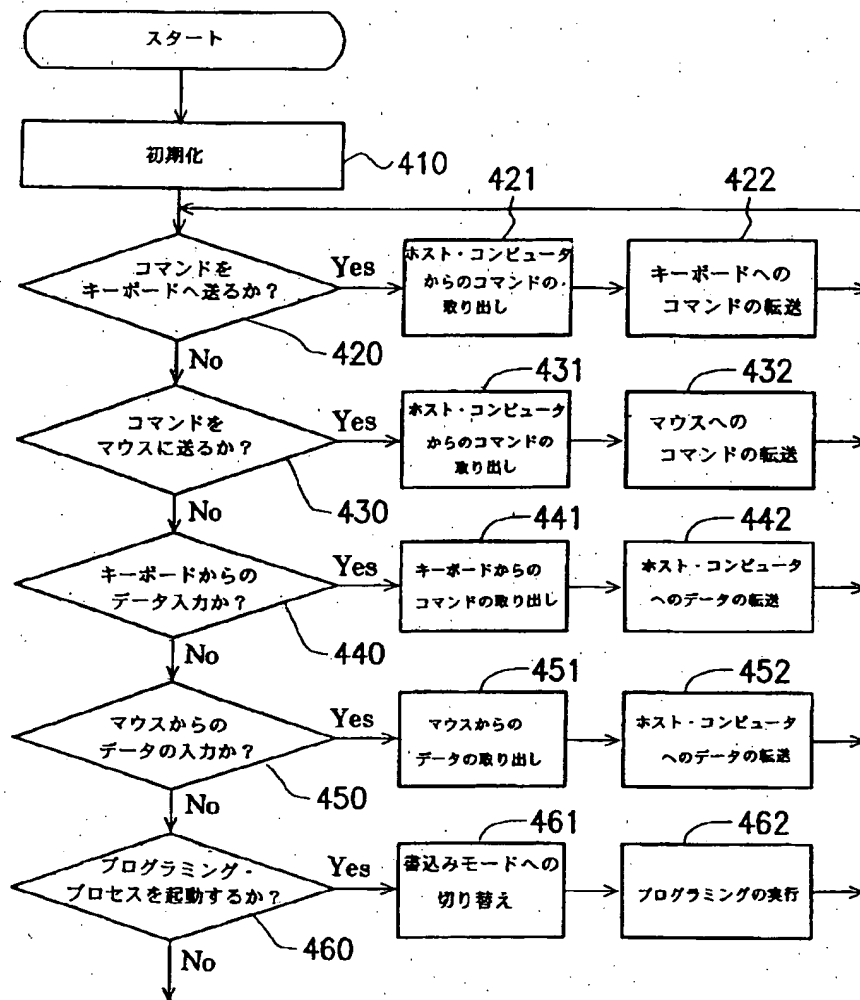 スタート
初期化
410
コマンドを
キーボードへ送るか?
420
Yes
No
421
ホスト・コンピュータ
からのコマンドの
取り出し
422
キーボードへの
コマンドの転送
コマンドを
マウスに送るか?
430
Yes
No
431
ホスト・コンピュータ
からのコマンドの
取り出し
432
マウスへの
コマンドの転送
キーボードからの
データ入力か?
440
Yes
No
441
キーボードからの
コマンドの取り出し
442
ホスト・コンピュータ
へのデータの転送
マウスからの
データの入力か?
450
Yes
No
451
マウスからの
データの取り出し
452
ホスト・コンピュータ
へのデータの転送
プログラミング・
プロセスを起動するか?
460
Yes
No
461
書込みモードへの
切り替え
462
プログラミングの実行